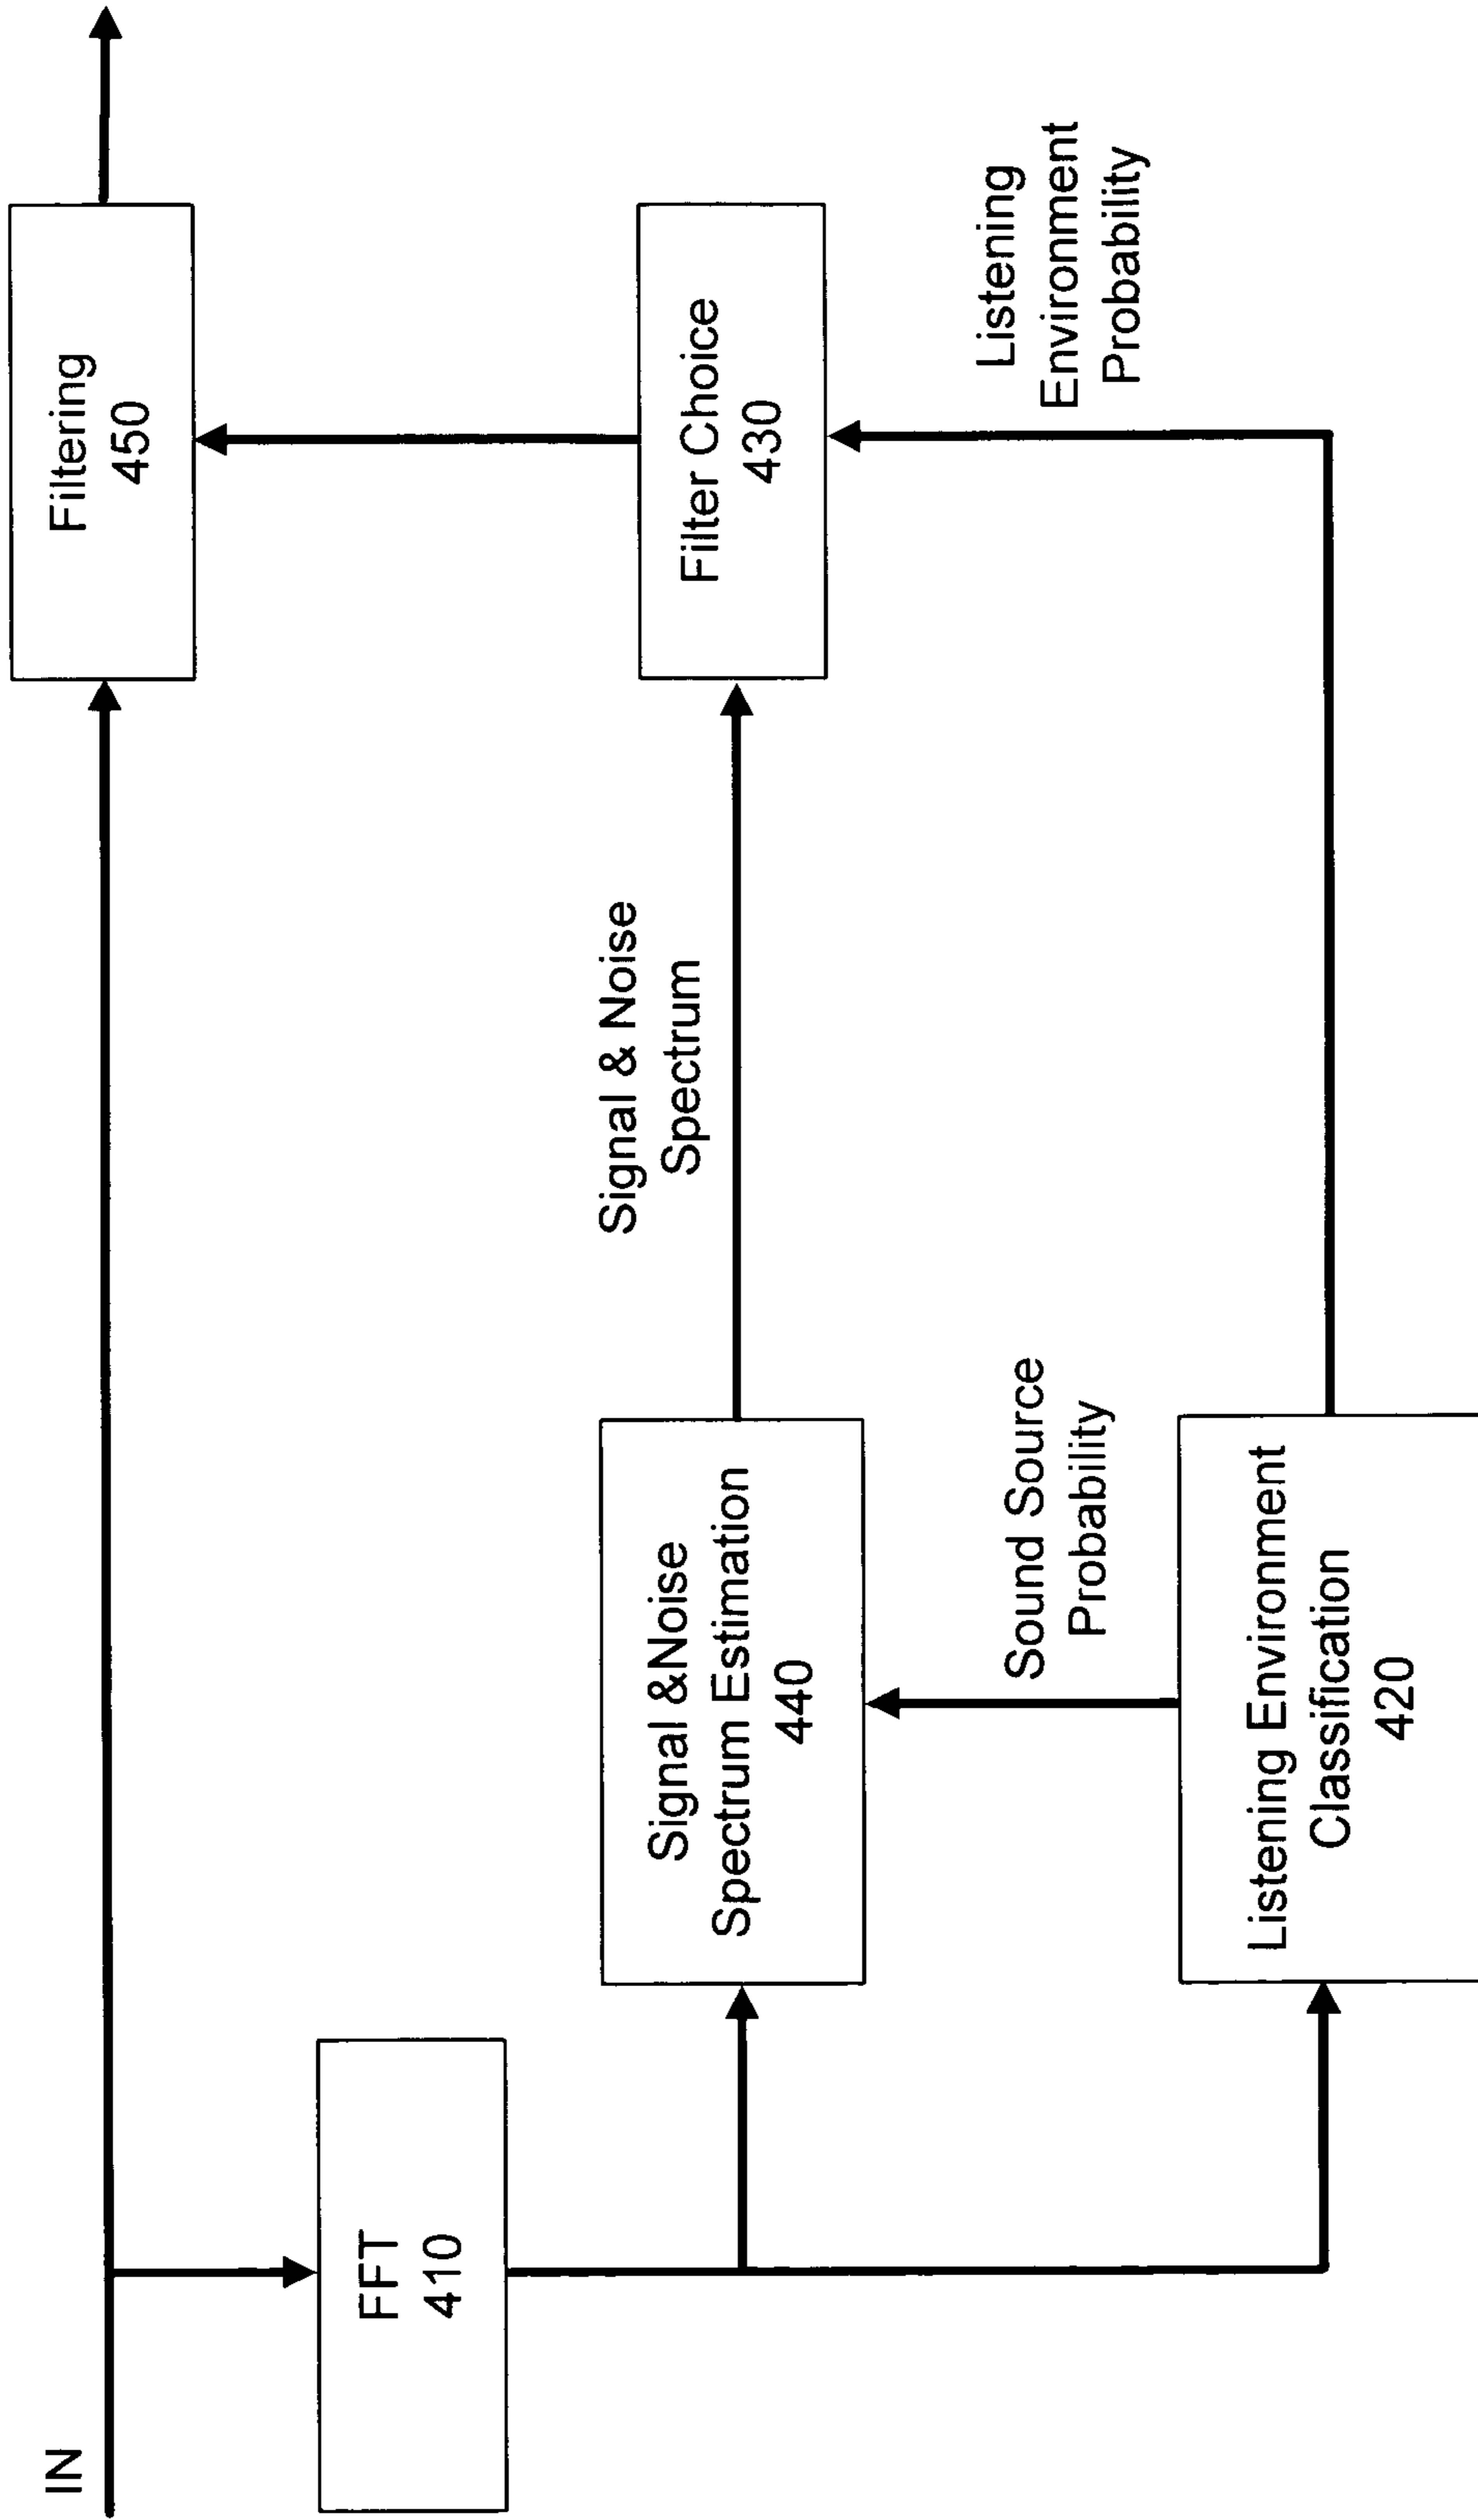 IN
Filtering
450
FFT
410
Signal & Noise
Spectrum
Signal &Noise
Spectrum Estimation
440
Filter Choice
430
Sound Source
Probability
Listening
Environment
Probability
Listening Environment
Classification
420